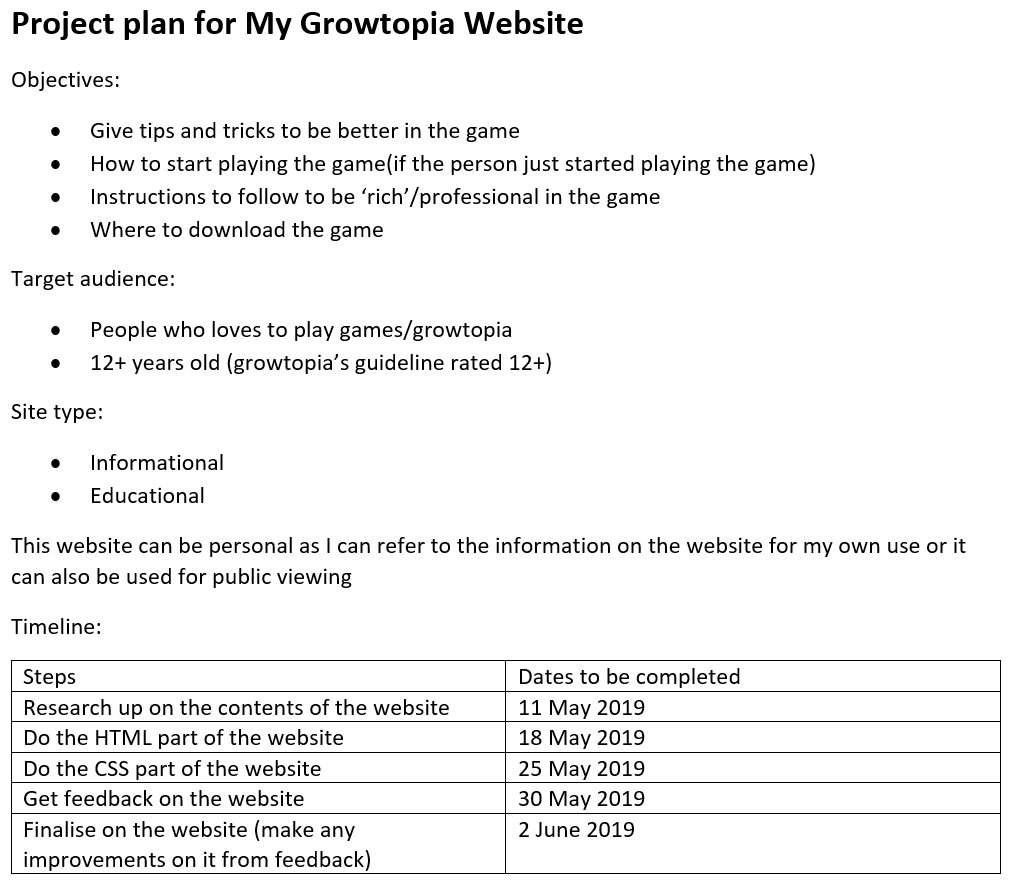 Project plan for My Growtopia Website
Objectives:
• Give tips and tricks to be better in the game
• How to start playing the game(if the person just started playing the game)
• Instructions to follow to be ‘rich’/professional in the game
• Where to download the game
Target audience:
• People who loves to play games/growtopia
• 12+ years old (growtopia’s guideline rated 12+)
Site type:
• Informational
• Educational
This website can be personal as I can refer to the information on the website for my own use or it
can also be used for public viewing
Timeline:
Steps Dates to be completed
Research up on the contents of the website 11 May 2019
Do the HTML part of the website 18 May 2019
Do the CSS part of the website 25 May 2019
Get feedback on the website 30 May 2019
Finalise on the website (make any 2 June 2019
improvements on it from feedback)